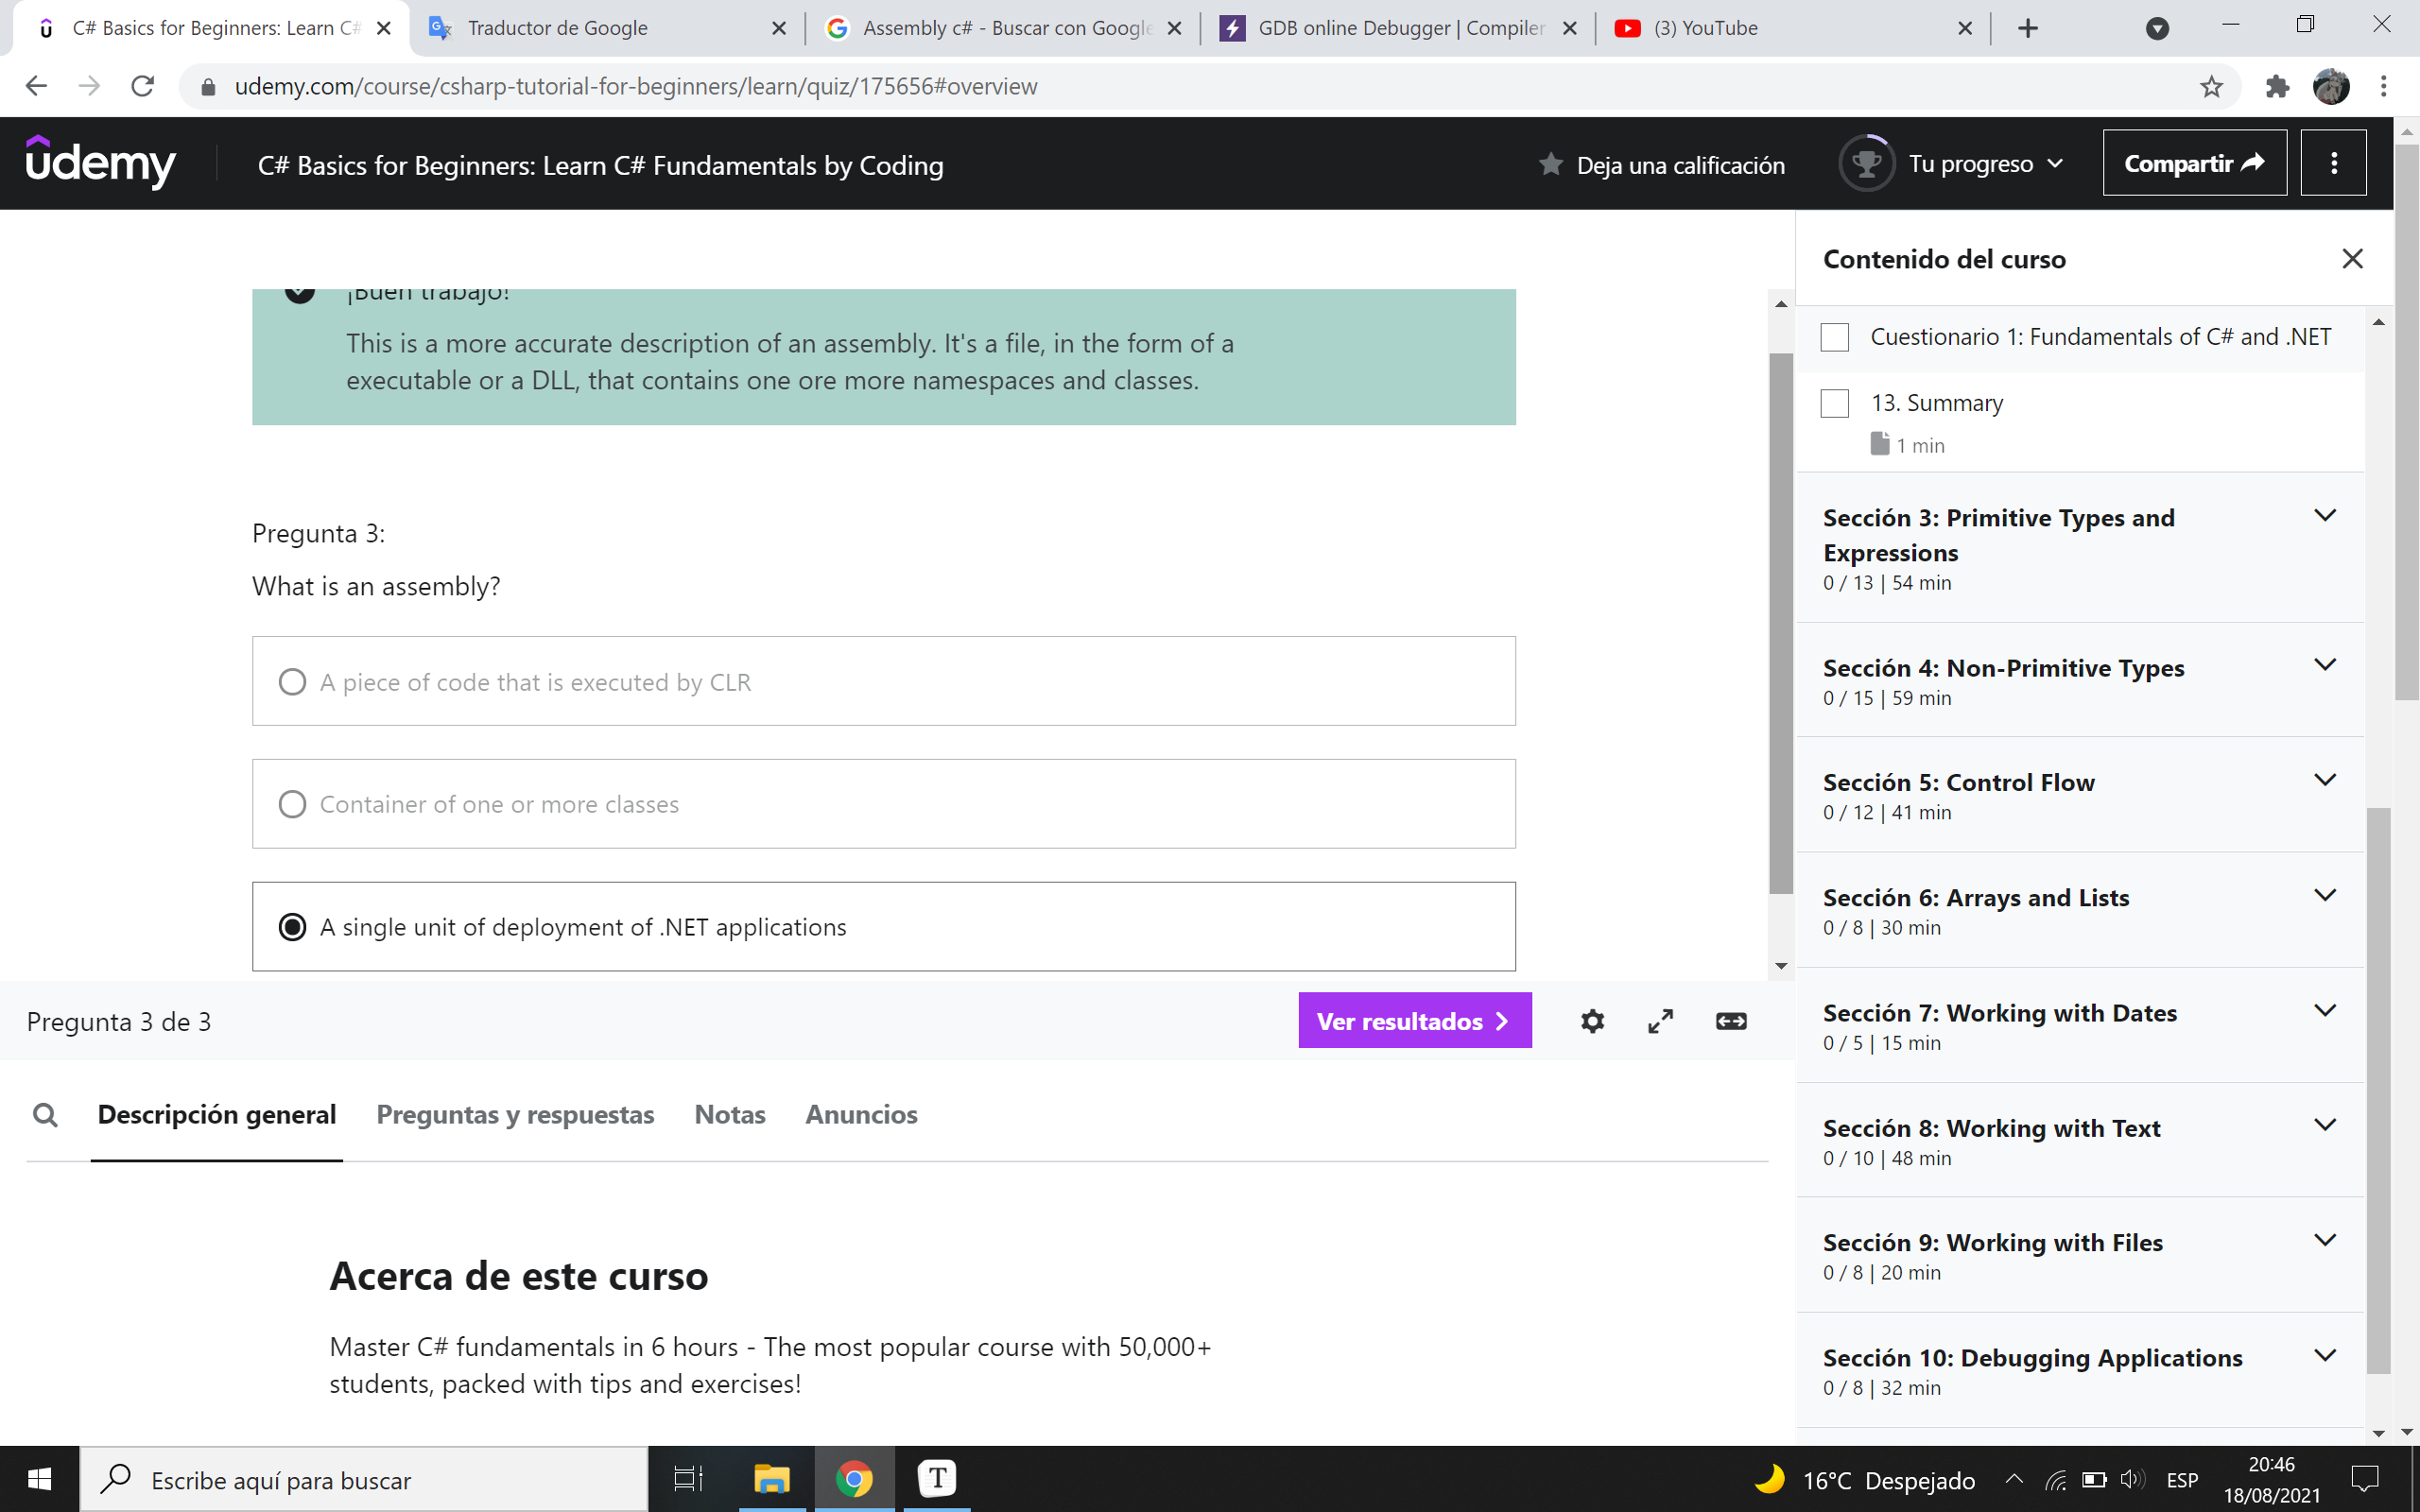 C# Basics for Beginners: Learn C#
Traductor de Google
Assembly c# - Buscar con Google
GDB online Debugger | Compiler
(3) YouTube
udemy.com/course/csharp-tutorial-for-beginners/learn/quiz/175656#overview
udemy
C# Basics for Beginners: Learn C# Fundamentals by Coding
Deja una calificación
Tu progreso
Compartir
¡Buen trabajo!
This is a more accurate description of an assembly. It's a file, in the form of a
executable or a DLL, that contains one ore more namespaces and classes.
Pregunta 3:
What is an assembly?
A piece of code that is executed by CLR
Container of one or more classes
A single unit of deployment of .NET applications
Pregunta 3 de 3
Ver resultados
Descripción general
Preguntas y respuestas
Notas
Anuncios
Acerca de este curso
Master C# fundamentals in 6 hours - The most popular course with 50,000+
students, packed with tips and exercises!
Contenido del curso
Cuestionario 1: Fundamentals of C# and .NET
13. Summary
1 min
Sección 3: Primitive Types and
Expressions
0 / 13 | 54 min
Sección 4: Non-Primitive Types
0 / 15 | 59 min
Sección 5: Control Flow
0 / 12 | 41 min
Sección 6: Arrays and Lists
0 / 8 | 30 min
Sección 7: Working with Dates
0 / 5 | 15 min
Sección 8: Working with Text
0 / 10 | 48 min
Sección 9: Working with Files
0 / 8 | 20 min
Sección 10: Debugging Applications
0 / 8 | 32 min
Escribe aquí para buscar
T
16°C Despejado
ESP
20:46
18/08/2021